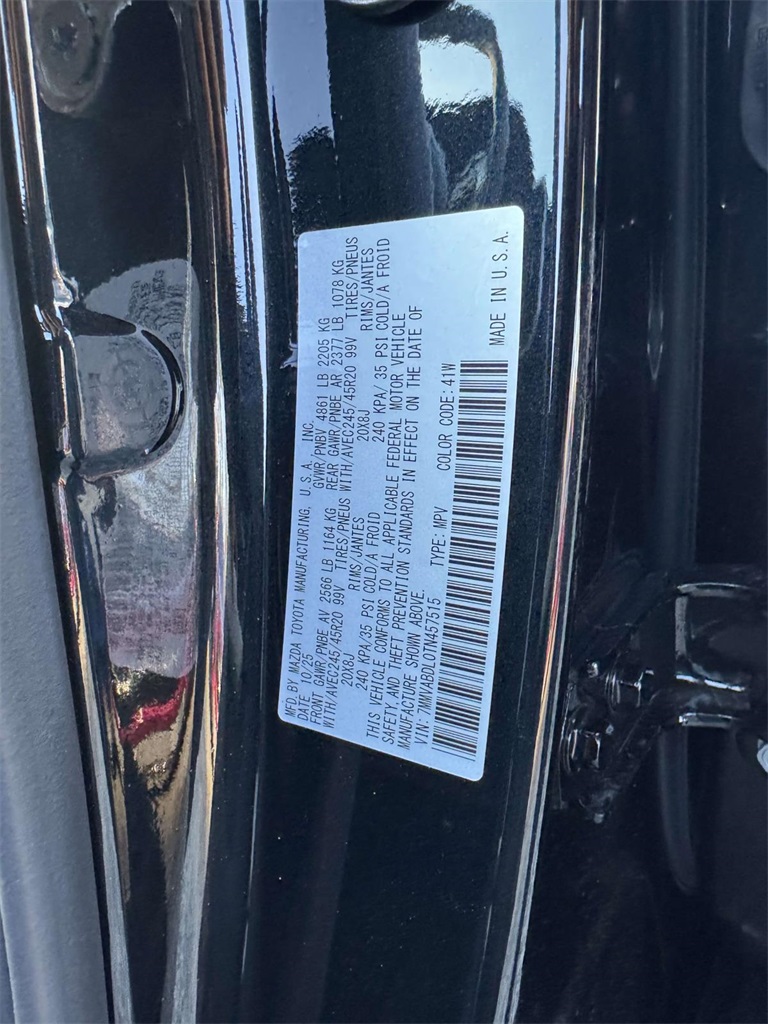 MFD. BY MAZDA TOYOTA MANUFACTURING, U.S.A. INC.
DATE 10/25 GVWR/PNBV 4861 LB 2205 KG
FRONT GAWR/PNBE AV 2566 LB 1164 KG REAR GAWR/PNBE AR 2377 LB 1078 KG
WITH/AVEC245/45R20 99V TIRES/PNEUS WITH/AVEC245/45R20 99V TIRES/PNEUS
20X8J RIMS/JANTES 20X8J RIMS/JANTES
240 KPA/35 PSI COLD/A FROID 240 KPA/ 35 PSI COLD/A FROID
THIS VEHICLE CONFORMS TO ALL APPLICABLE FEDERAL MOTOR VEHICLE
SAFETY AND THEFT PREVENTION STANDARDS IN EFFECT ON THE DATE OF
MANUFACTURE SHOWN ABOVE.
VIN: 7MMVABDL0TN457515 TYPE: MPV COLOR CODE: 41W
MADE IN U.S.A.